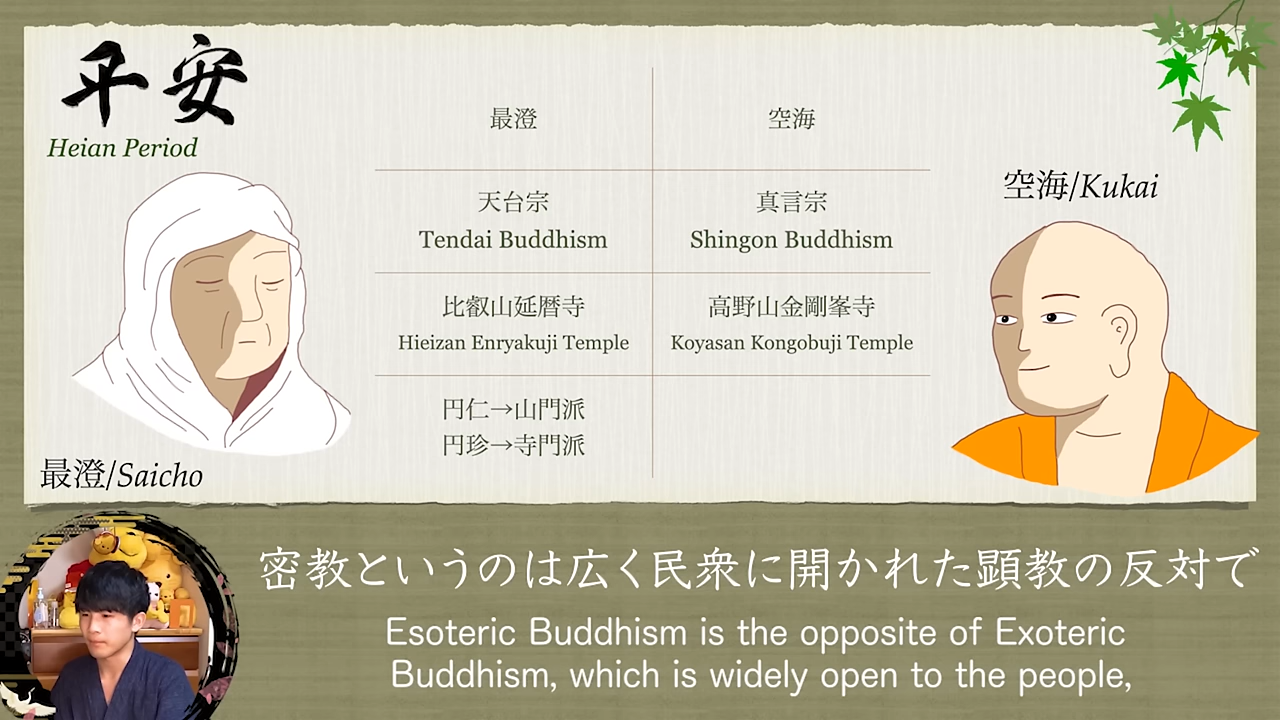 平安
Heian Period
最澄
空海
天台宗
Tendai Buddhism
真言宗
Shingon Buddhism
比叡山延暦寺
Hieizan Enryakuji Temple
高野山金剛峯寺
Koyasan Kongobuji Temple
円仁→山門派
円珍→寺門派
最澄/Saicho
空海/Kukai
密教というのは広く民衆に開かれた顕教の反対で
Esoteric Buddhism is the opposite of Exoteric
Buddhism, which is widely open to the people,